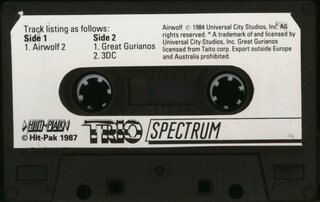 Track listing as follows:
Side 1
1. Airwolf 2
Side 2
1. Great Gurianos
2. 3DC
Airwolf © 1984 Universal City Studios, Inc. All
rights reserved. * A trademark of and licensed by
Universal City Studios, Inc. Great Gurianos
licensed from Taito corp. Export outside Europe
and Australia prohibited.
HIT-PAK
© Hit-Pak 1987
TRIO
SPECTRUM